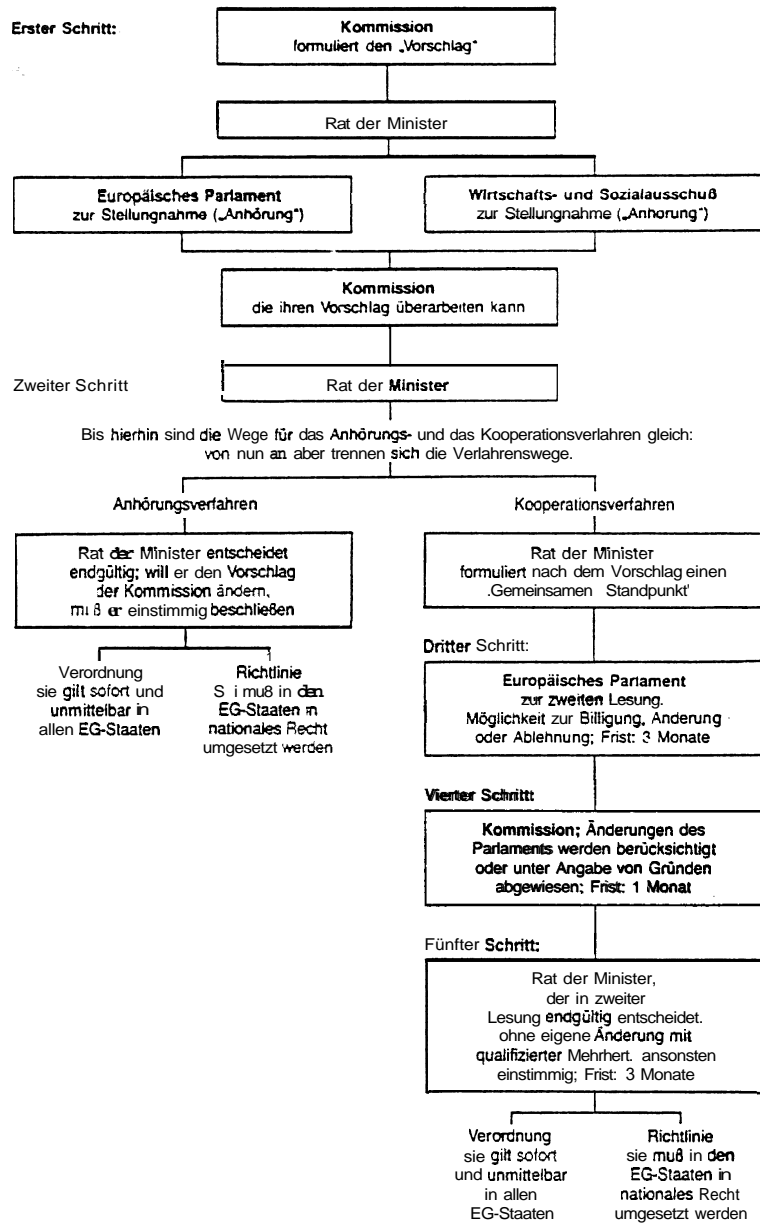 Erster Schritt:
Kommission
formuliert den „Vorschlag"
Rat der Minister
Europäisches Parlament
zur Stellungnahme („Anhörung")
Wirtschafts- und Sozialausschuß
zur Stellungnahme („Anhorung")
Kommission
die ihren Vorschlag überarbeiten kann
Zweiter Schritt
Rat der Minister
Bis hierhin sind die Wege für das Anhörungs- und das Kooperationsverlahren gleich:
von nun an aber trennen sich die Verlahrenswege.
Anhörungsverfahren
Rat der Minister entscheidet
endgültig; will er den Vorschlag
der Kommission ändern,
muß er einstimmig beschließen
Verordnung
sie gilt sofort und
unmittelbar in
allen EG-Staaten
Richtlinie
S i muß in den
EG-Staaten in
nationales Recht
umgesetzt werden
Kooperationsverfahren
Rat der Minister
formuliert nach dem Vorschlag einen
.Gemeinsamen Standpunkt'
Dritter Schritt:
Europäisches Parlament
zur zweiten Lesung.
Möglichkeit zur Billigung, Anderung
oder Ablehnung; Frist: 3 Monate
Vierter Schritt
Kommission; Änderungen des
Parlaments werden berücksichtigt
oder unter Angabe von Gründen
abgewiesen; Frist: 1 Monat
Fünfter Schritt:
Rat der Minister,
der in zweiter
Lesung endgültig entscheidet.
ohne eigene Änderung mit
qualifizierter Mehrhert. ansonsten
einstimmig; Frist: 3 Monate
Verordnung
sie gilt sofort
und unmittelbar
in allen
EG-Staaten
Richtlinie
sie muß in den
EG-Staaten in
nationales Recht
umgesetzt werden